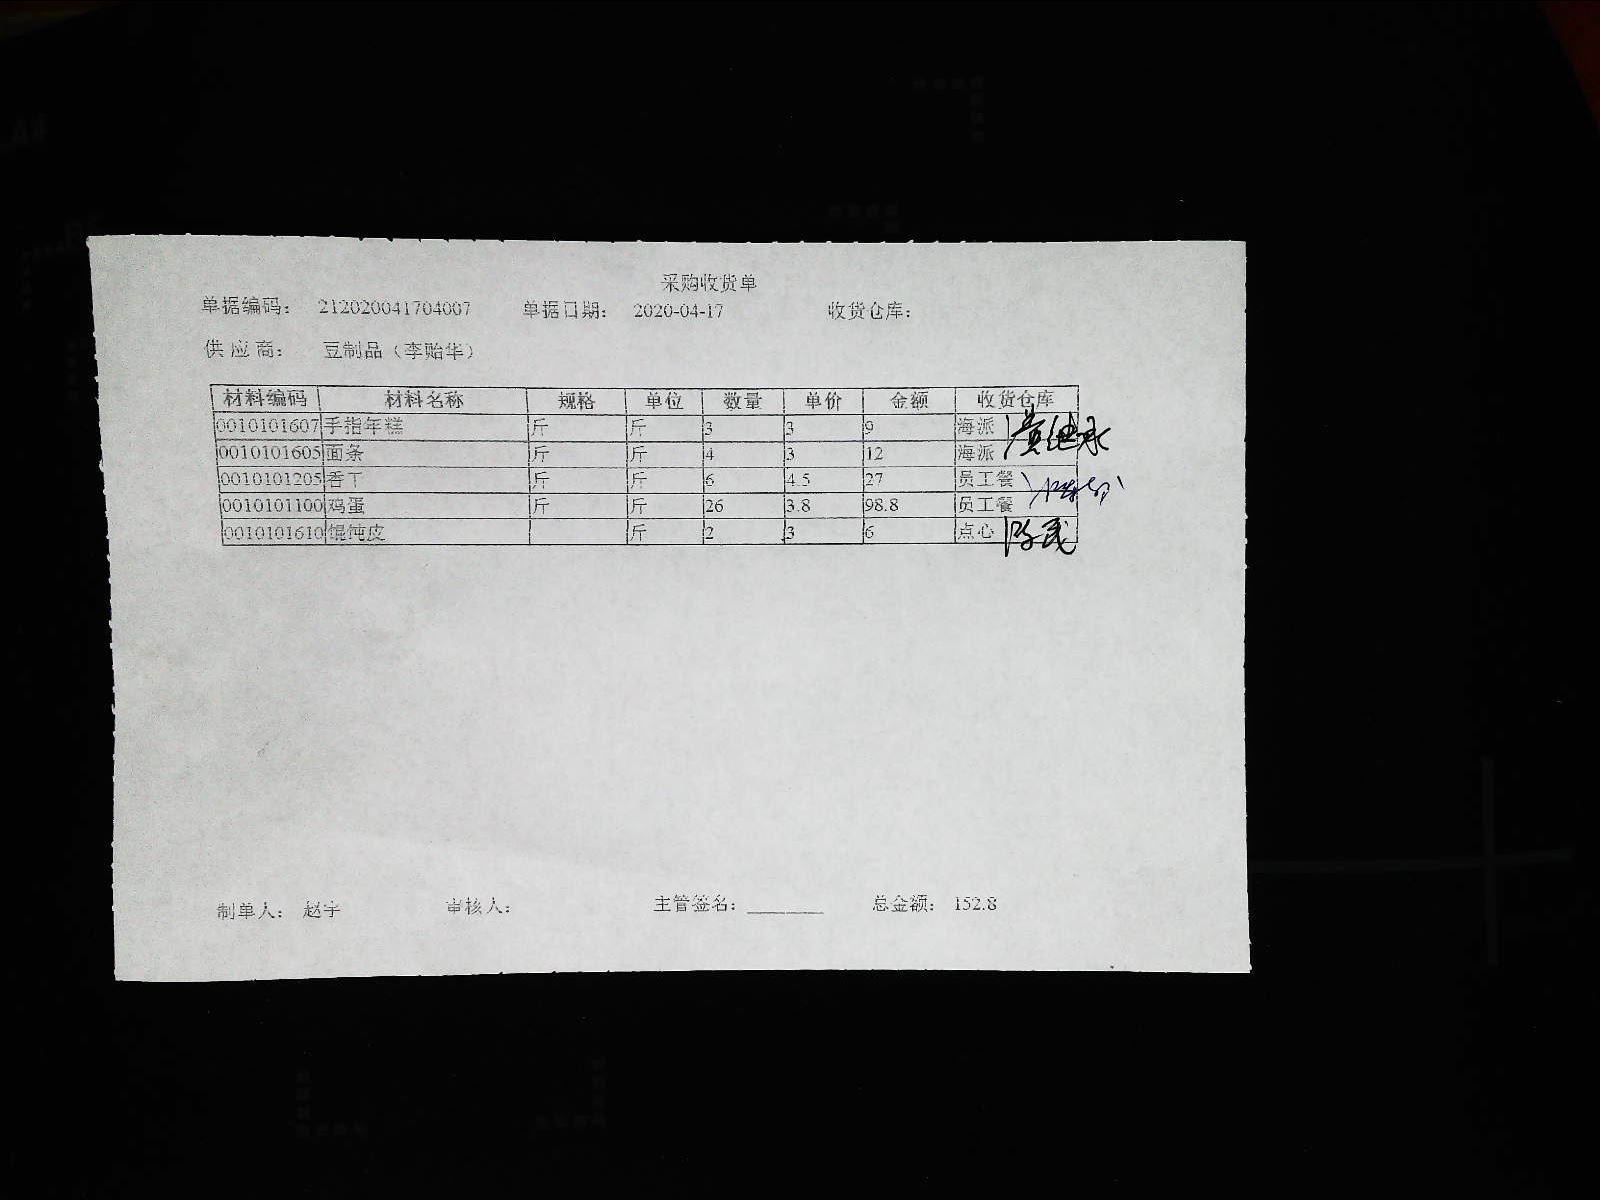 采购收货单
单据编码： 212020041704007 单据日期： 2020-04-17 收货仓库：
供应商： 豆制品（李贻华）
材料编码 材料名称 规格 单位 数量 单价 金额 收货仓库
0010101607 手指年糕 斤 斤 3 3 9 海派
0010101605 面条 斤 斤 4 3 12 海派
0010101205 香干 斤 斤 6 4.5 27 员工餐
0010101100 鸡蛋 斤 斤 26 3.8 98.8 员工餐
0010101610 馄饨皮 斤 2 3 6 点心
制单人： 赵宇 审核人： 主管签名： 总金额： 152.8